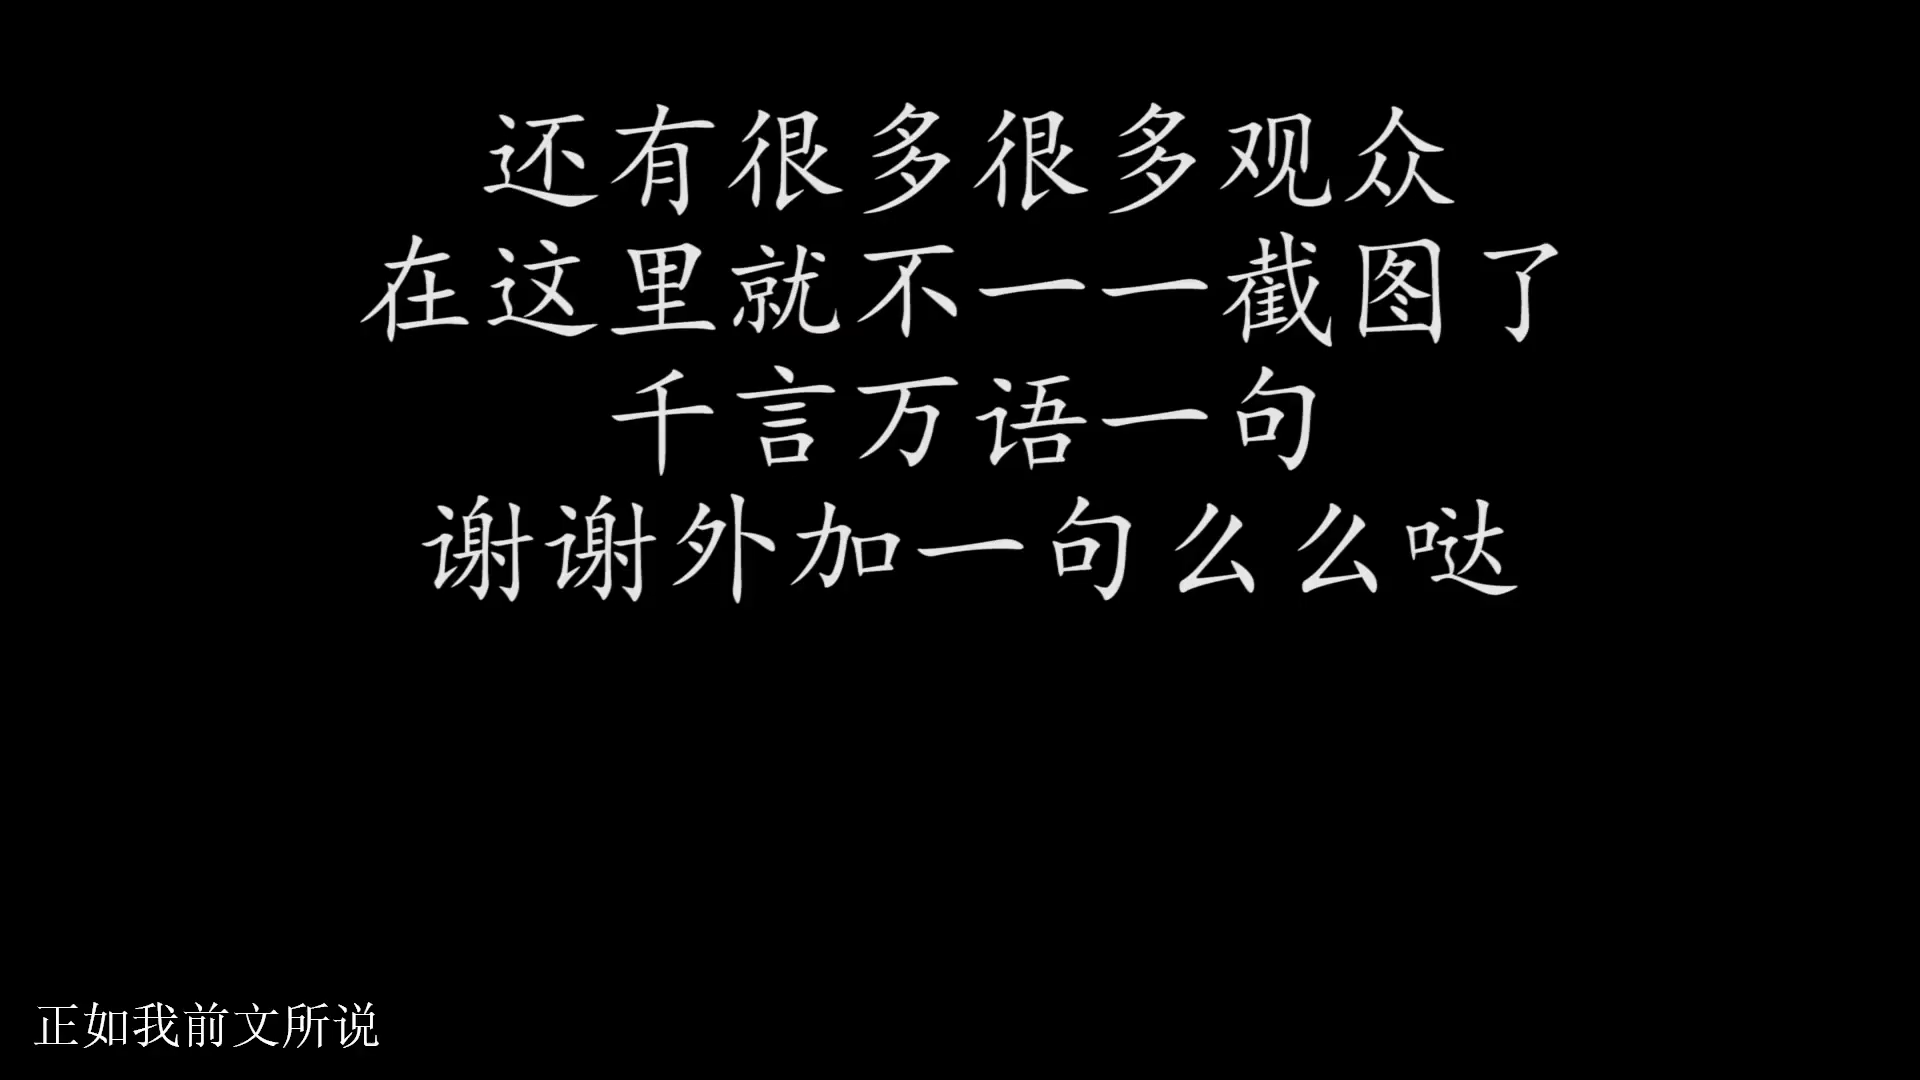 还有很多很多观众
在这里就不一一截图了
千言万语一句
谢谢外加一句么么哒
正如我前文所说